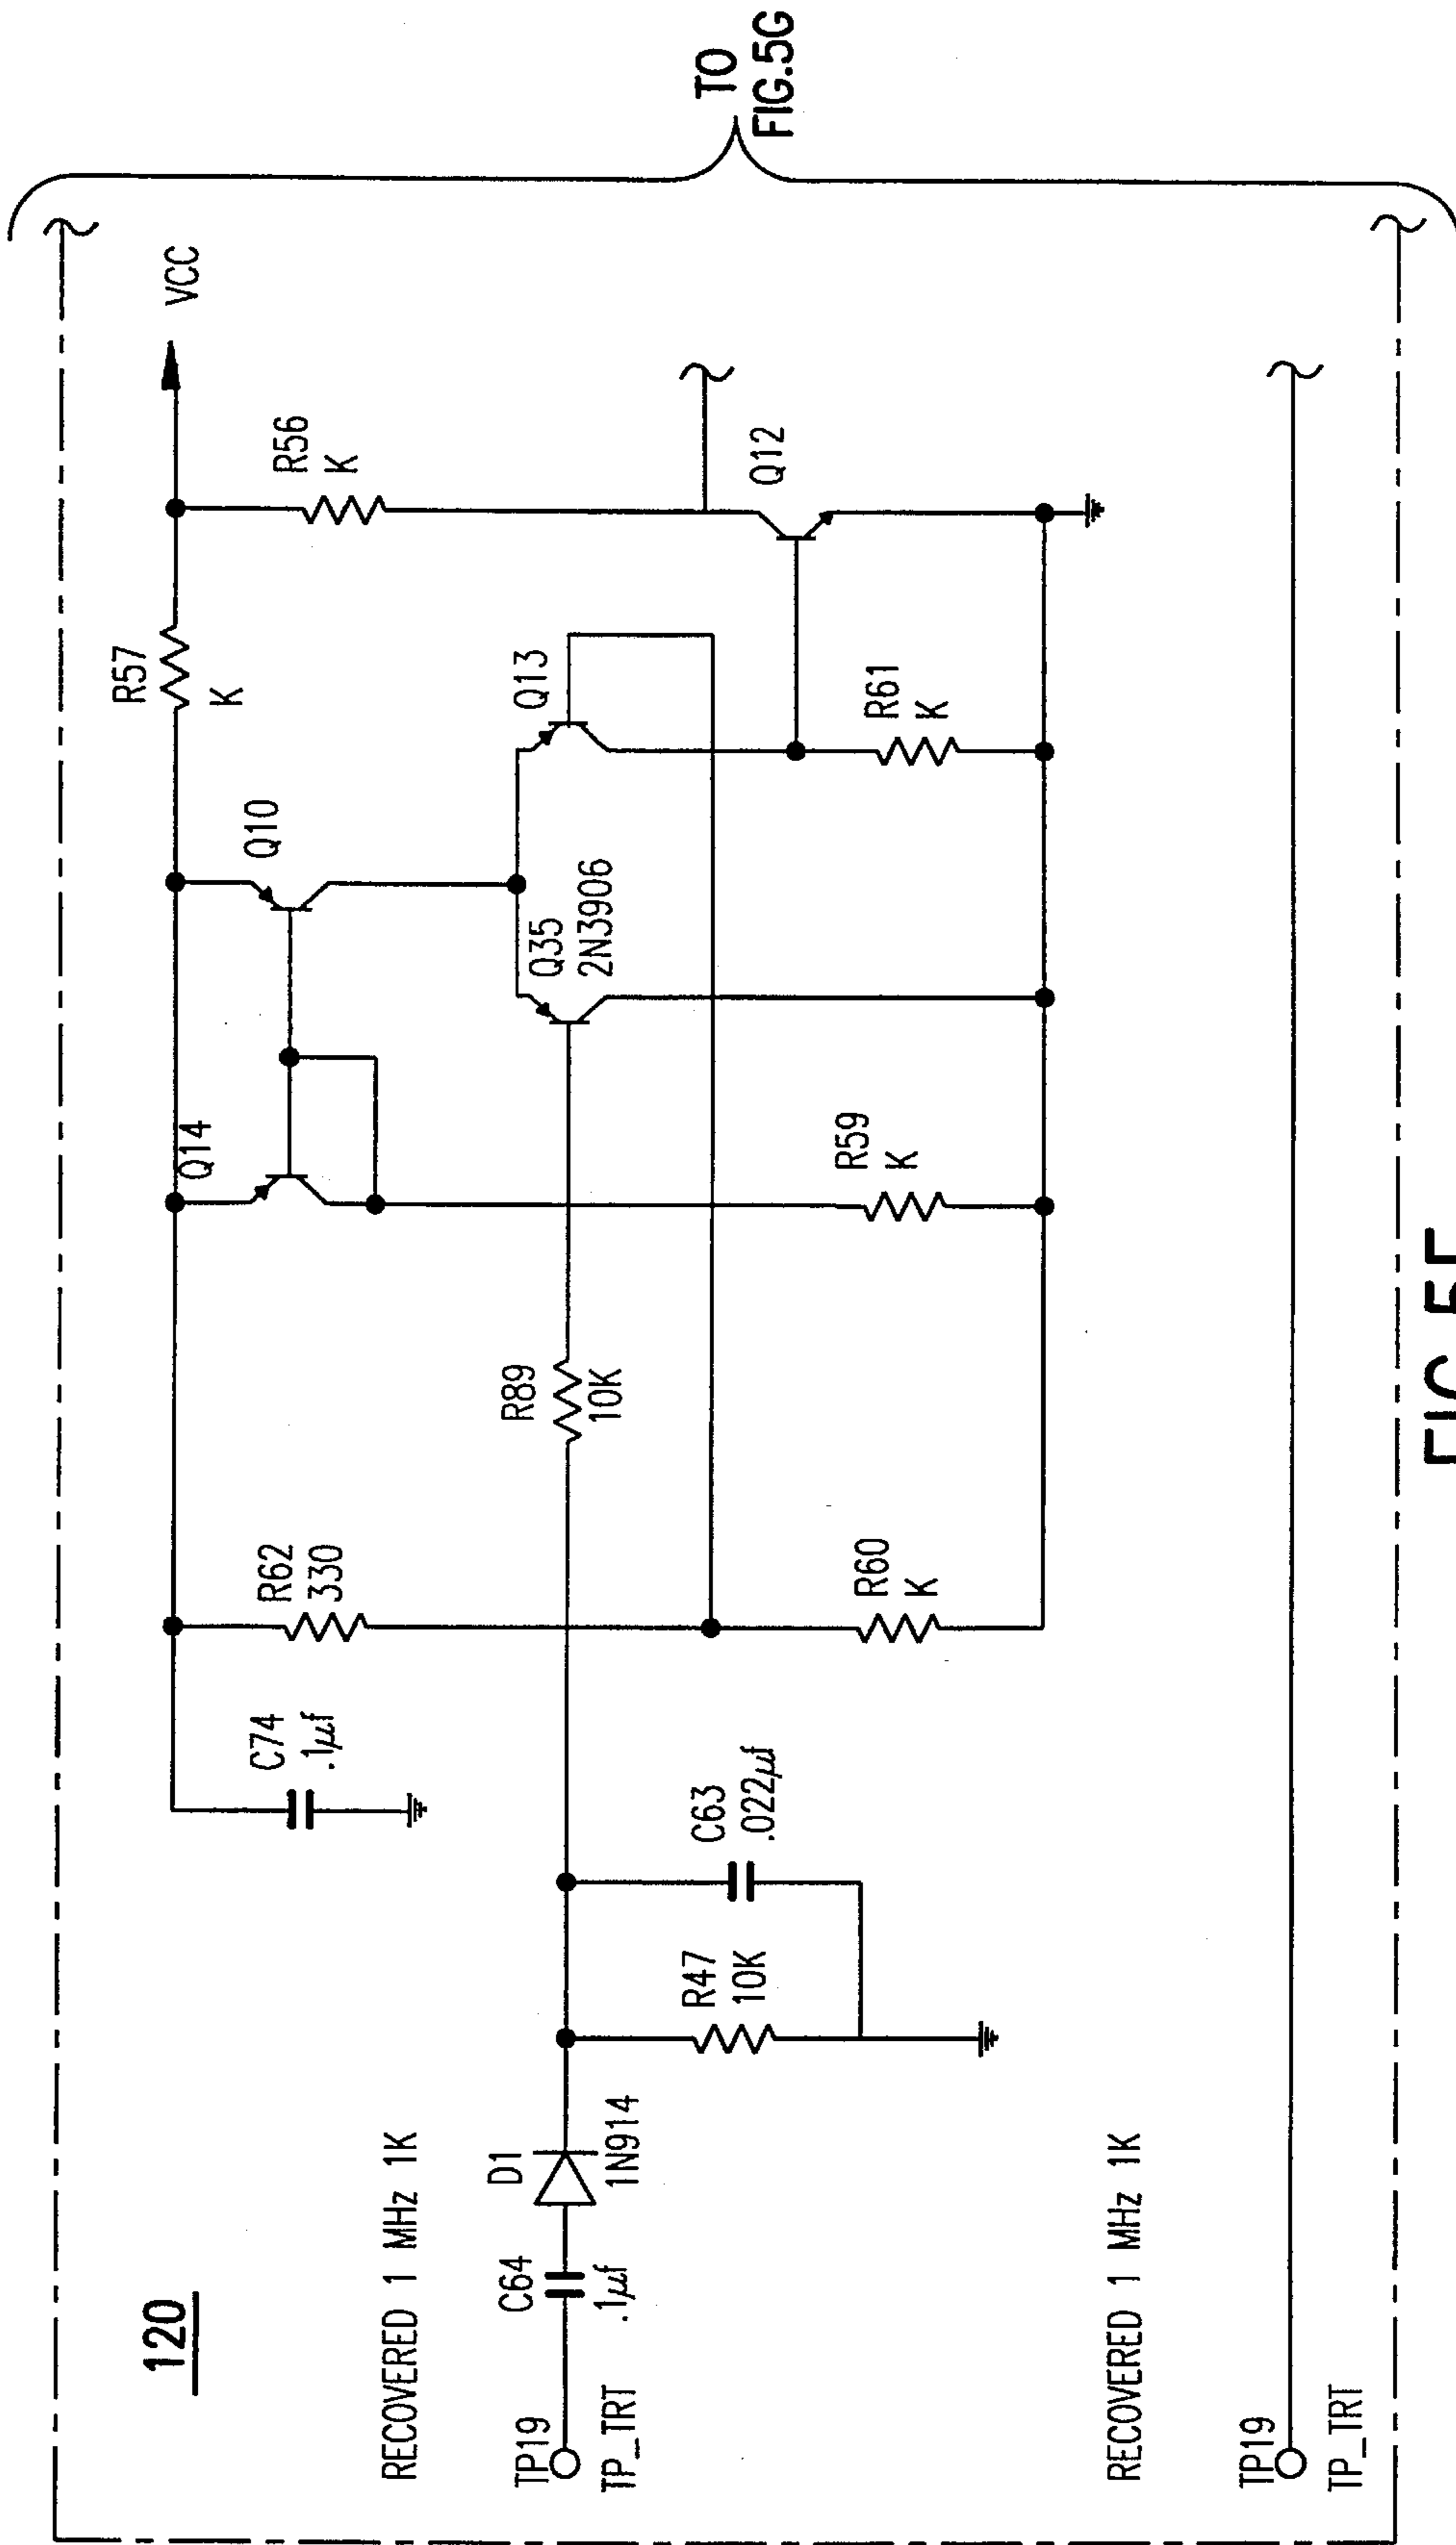 120
TO
FIG.5G
VCC
R57
K
R56
K
Q10
Q14
Q12
Q13
Q35
2N3906
R61
K
R59
K
R89
10K
R62
330
R60
K
C74
.1µf
C63
.022µf
R47
10K
RECOVERED 1 MHz 1K
D1
1N914
C64
.1µf
TP19
TP_TRT
RECOVERED 1 MHz 1K
TP19
TP_TRT